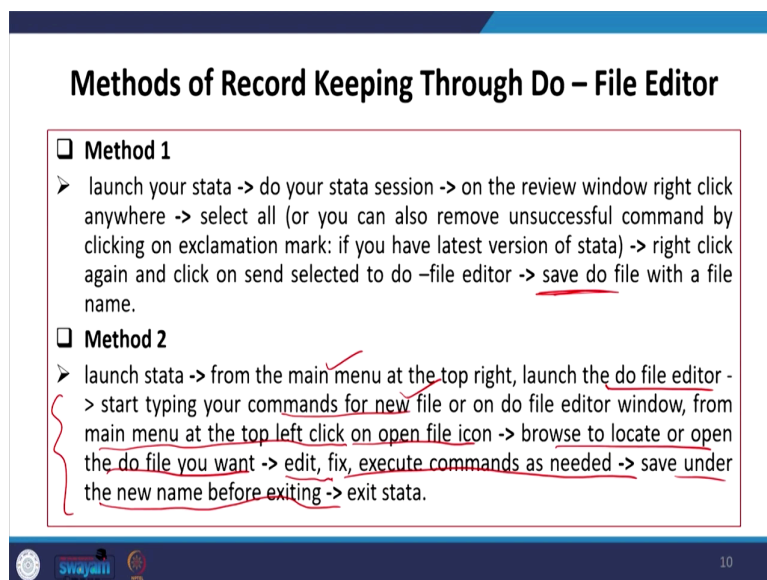 Methods of Record Keeping Through Do – File Editor
❑ Method 1
➢ launch your stata -> do your stata session -> on the review window right click
anywhere -> select all (or you can also remove unsuccessful command by
clicking on exclamation mark: if you have latest version of stata) -> right click
again and click on send selected to do –file editor -> save do file with a file
name.
❑ Method 2
➢ launch stata -> from the main menu at the top right, launch the do file editor -
> start typing your commands for new file or on do file editor window, from
main menu at the top left click on open file icon -> browse to locate or open
the do file you want -> edit, fix, execute commands as needed -> save under
the new name before exiting -> exit stata.
swayam
10